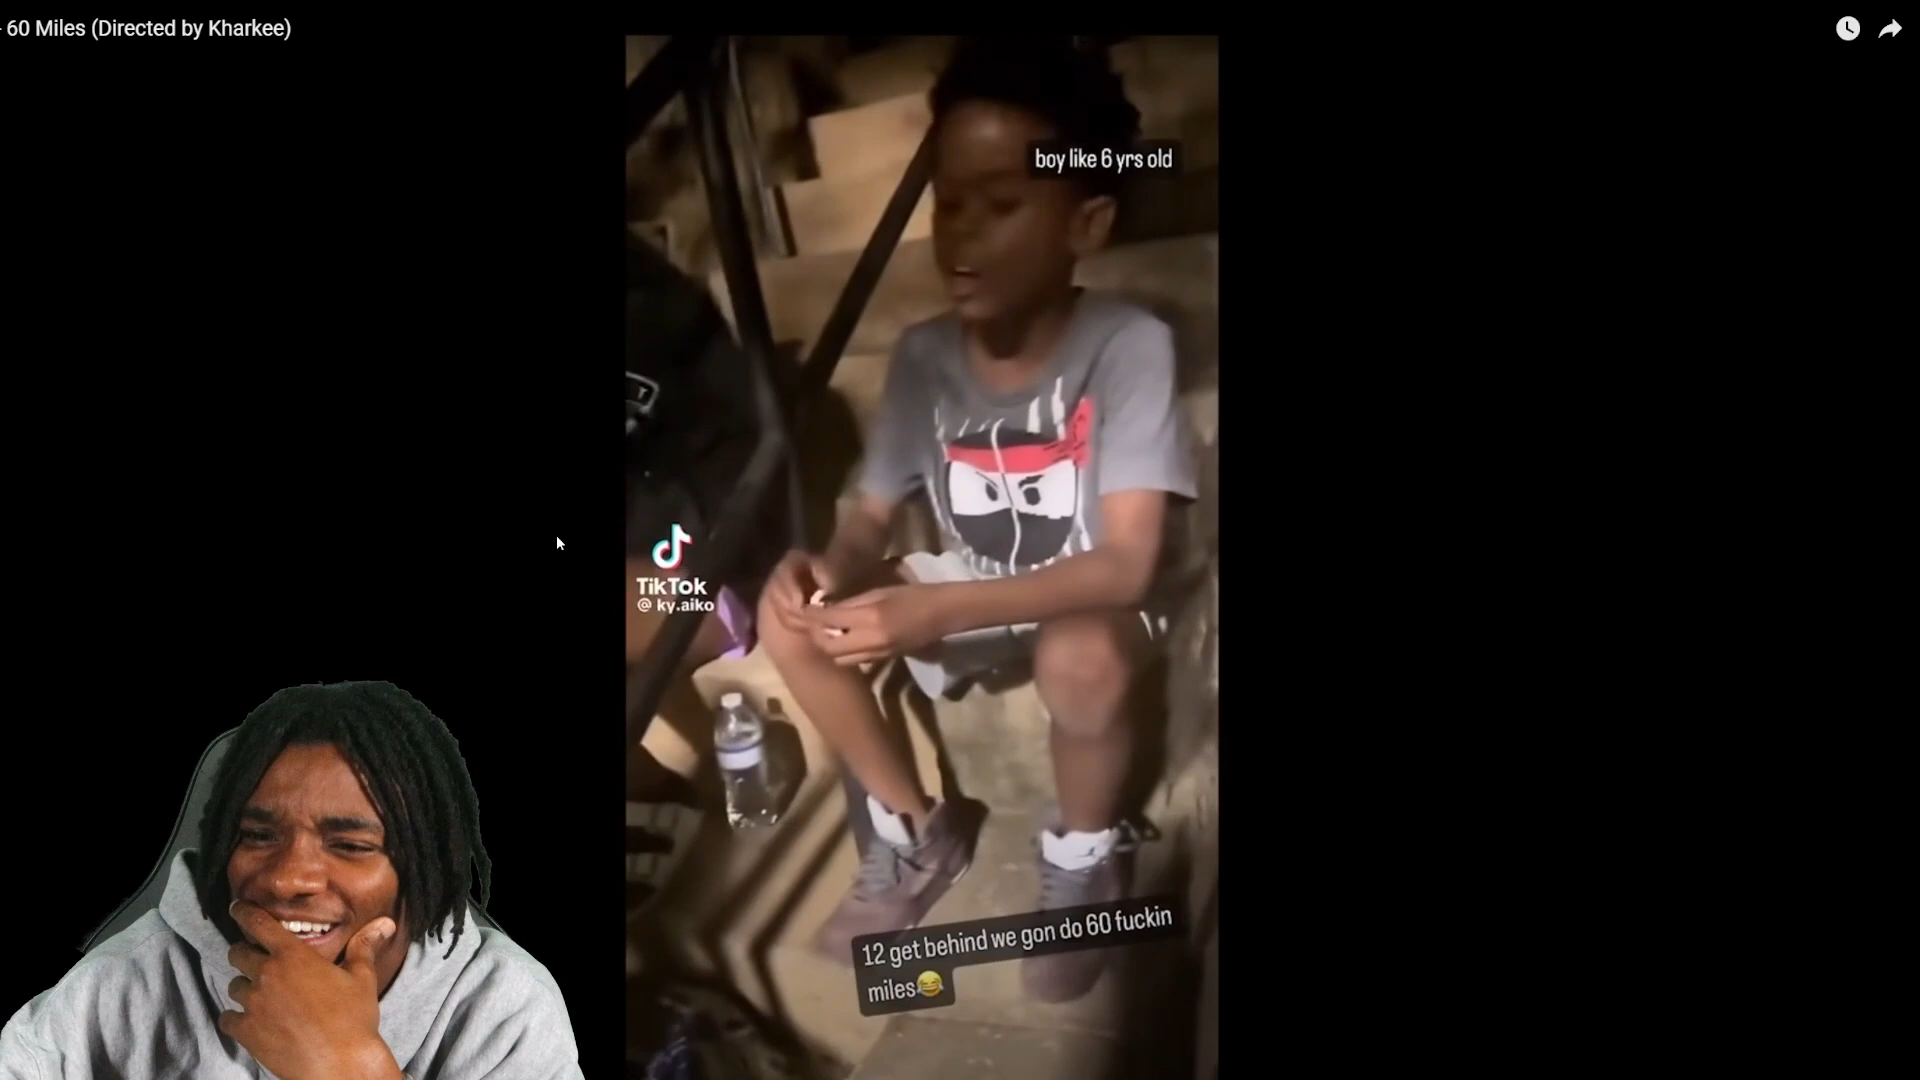 60 Miles (Directed by Kharkee)
boy like 6 yrs old
TikTok
@ ky.aiko
12 get behind we gon do 60 fuckin
miles😂